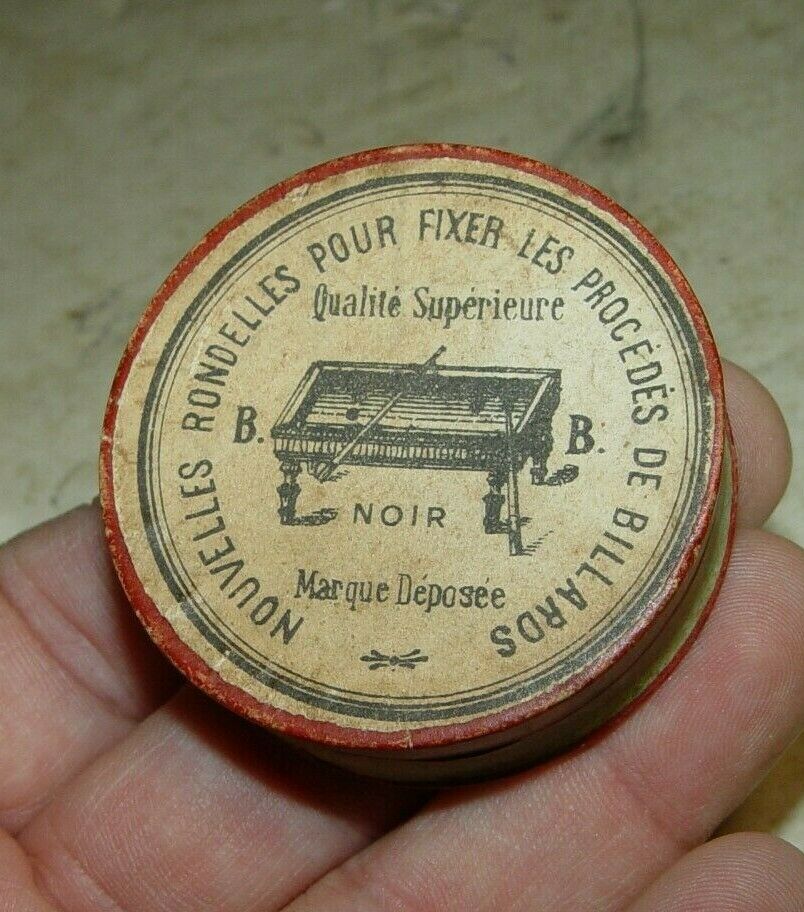 NOUVELLES RONDELLES POUR FIXER LES PROCÉDÉS DE BILLARDS
Qualité Supérieure
B. B.
NOIR
Marque Déposée